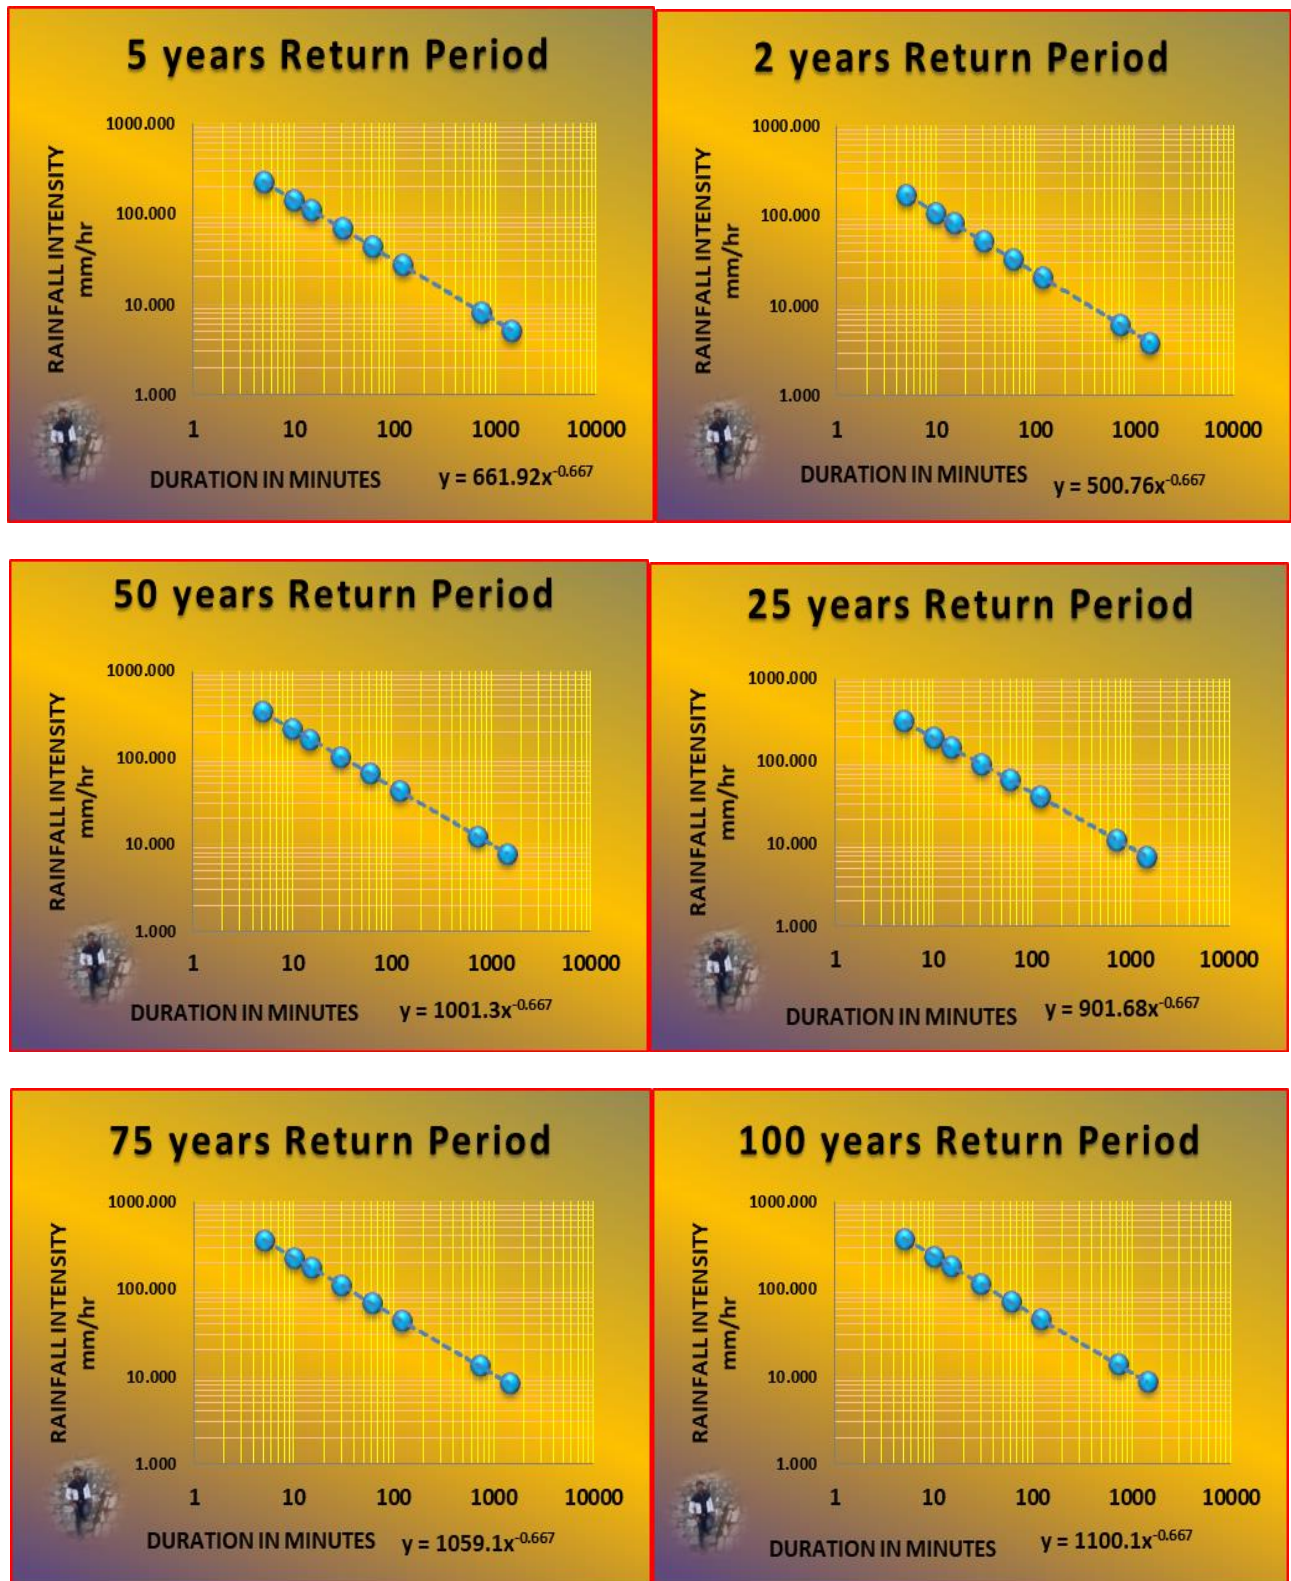 5 years Return Period
RAINFALL INTENSITY
mm/hr
1000.000
100.000
10.000
1.000
1 10 100 1000 10000
DURATION IN MINUTES
y = 661.92x-0.667
2 years Return Period
RAINFALL INTENSITY
mm/hr
1000.000
100.000
10.000
1.000
1 10 100 1000 10000
DURATION IN MINUTES
y = 500.76x-0.667
50 years Return Period
RAINFALL INTENSITY
mm/hr
1000.000
100.000
10.000
1.000
1 10 100 1000 10000
DURATION IN MINUTES
y = 1001.3x-0.667
25 years Return Period
RAINFALL INTENSITY
mm/hr
1000.000
100.000
10.000
1.000
1 10 100 1000 10000
DURATION IN MINUTES
y = 901.68x-0.667
75 years Return Period
RAINFALL INTENSITY
mm/hr
1000.000
100.000
10.000
1.000
1 10 100 1000 10000
DURATION IN MINUTES
y = 1059.1x-0.667
100 years Return Period
RAINFALL INTENSITY
mm/hr
1000.000
100.000
10.000
1.000
1 10 100 1000 10000
DURATION IN MINUTES
y = 1100.1x-0.667